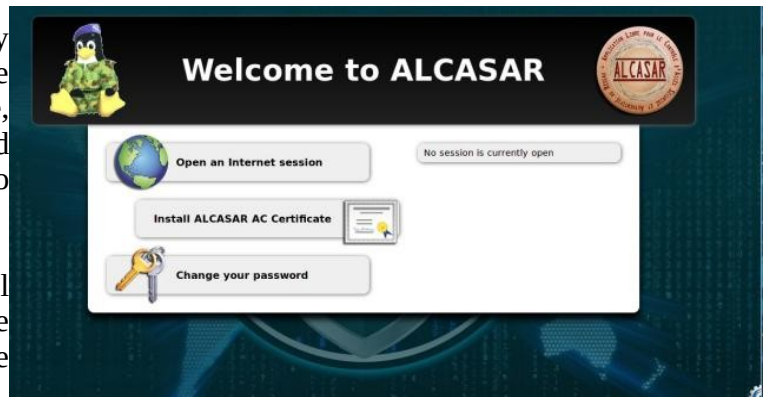 Welcome to ALCASAR
ALCASAR
Open an Internet session
No session is currently open
Install ALCASAR AC Certificate
Change your password